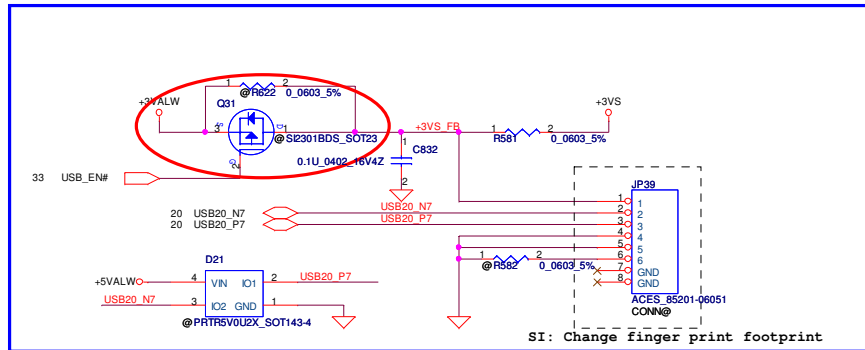 1 2
@R622 0_0603_5%
+3VALW
Q31
+3VS
3 S
D 1
+3VS_FP
1 2
@SI2301BDS_SOT23
R581 0_0603_5%
G
2
1
C832
0.1U_0402_16V4Z
2
33 USB_EN#
JP39
1 1
20 USB20_N7 USB20_N7 2 2
20 USB20_P7 USB20_P7 3 3
4 4
5 5
1 2 6 6
@R582 0_0603_5% 7 GND
8 GND
D21
+5VALW 4 VIN IO1 2 USB20_P7
USB20_N7 3 IO2 GND 1
ACES_85201-06051
CONN@
@PRTR5V0U2X_SOT143-4
SI: Change finger print footprint